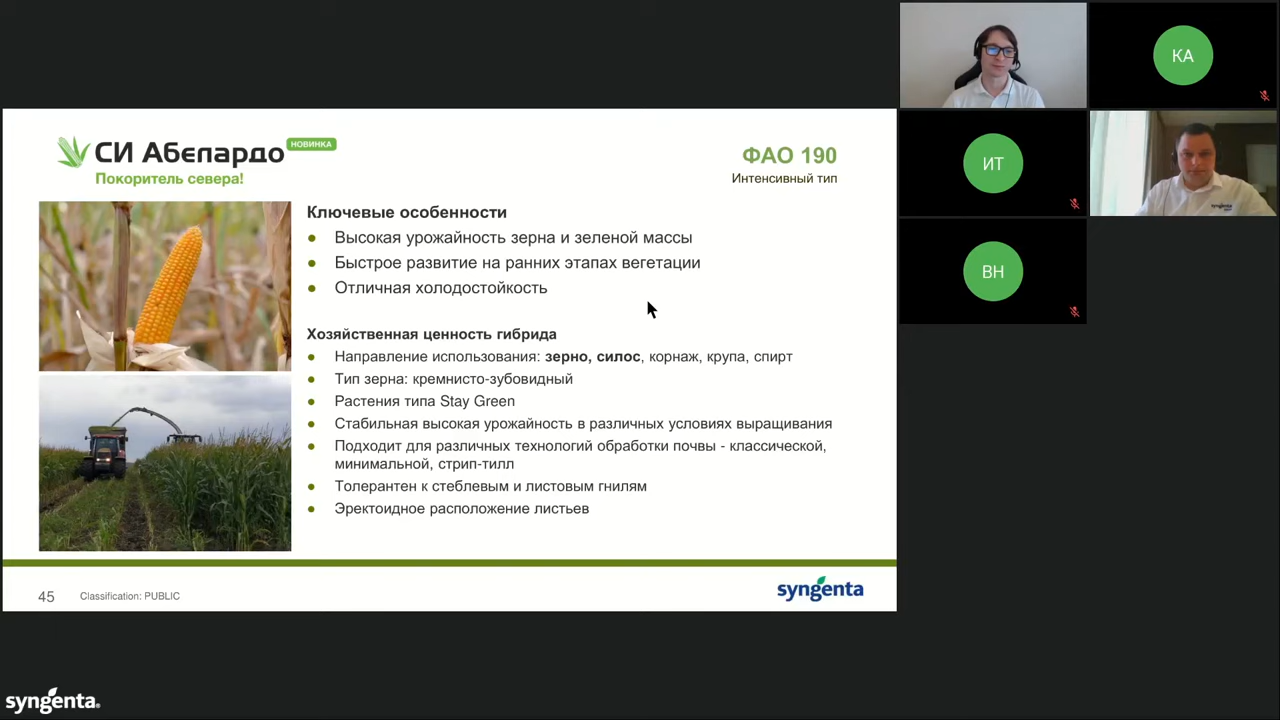 СИ Абєлардо
НОВИНКА
Покоритель севера!
ФАО 190
Интенсивный тип
Ключевые особенности
● Высокая урожайность зерна и зеленой массы
● Быстрое развитие на ранних этапах вегетации
● Отличная холодостойкость
Хозяйственная ценность гибрида
● Направление использования: зерно, силос, корнаж, крупа, спирт
● Тип зерна: кремнисто-зубовидный
● Растения типа Stay Green
● Стабильная высокая урожайность в различных условиях выращивания
● Подходит для различных технологий обработки почвы - классической,
минимальной, стрип-тилл
● Толерантен к стеблевым и листовым гнилям
● Эректоидное расположение листьев
45
Classification: PUBLIC
syngenta
syngenta®
КА
ИТ
syngenta
ВН